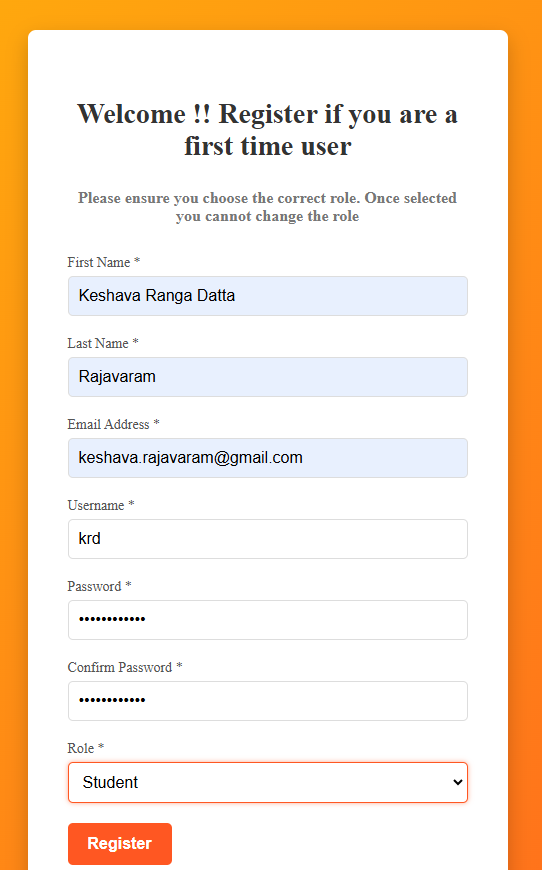 Welcome !! Register if you are a
first time user
Please ensure you choose the correct role. Once selected
you cannot change the role
First Name *
Keshava Ranga Datta
Last Name *
Rajavaram
Email Address *
keshava.rajavaram@gmail.com
Username *
krd
Password *
••••••••••••
Confirm Password *
••••••••••••
Role *
Student
Register